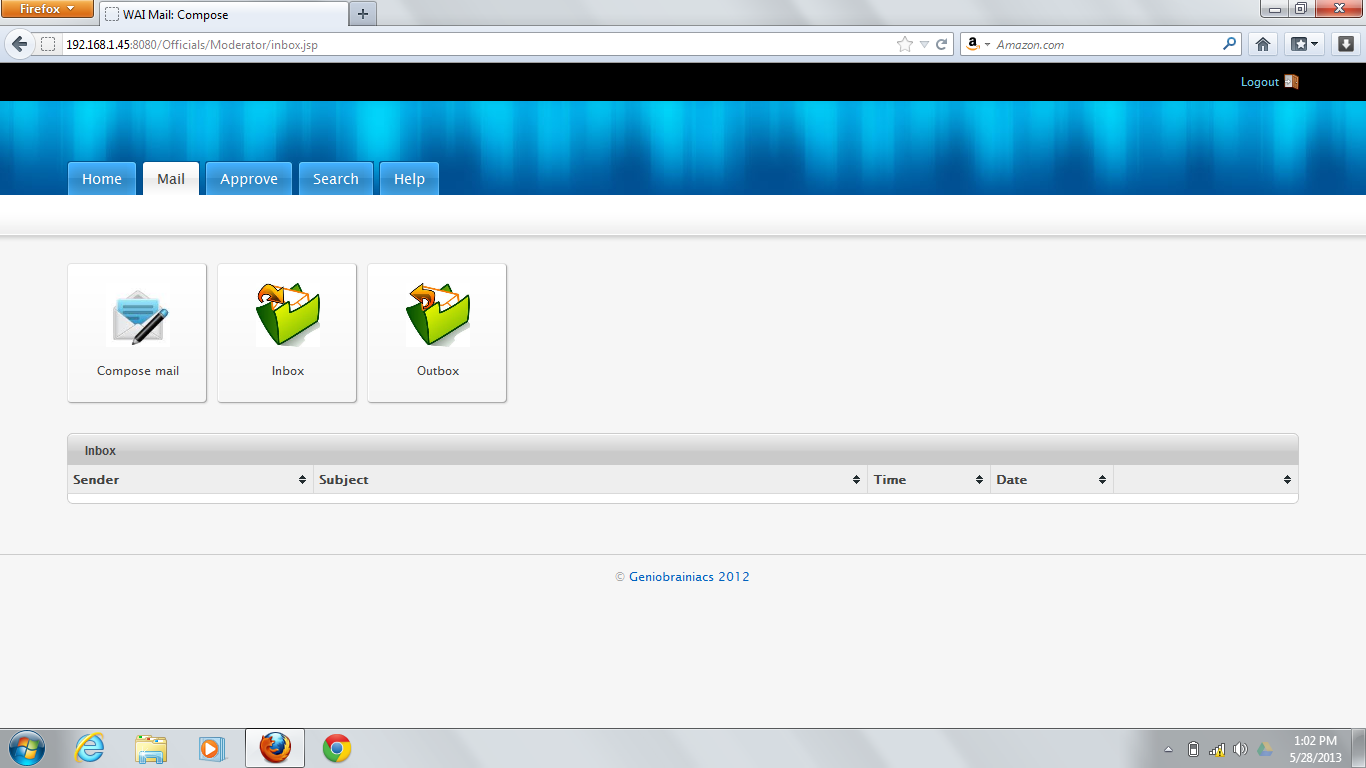 Firefox
WAI Mail: Compose
192.168.1.45:8080/Officials/Moderator/inbox.jsp
Amazon.com
Logout
Home Mail Approve Search Help
Compose mail Inbox Outbox
Inbox
Sender Subject Time Date
© Geniobrainiacs 2012
1:02 PM
5/28/2013